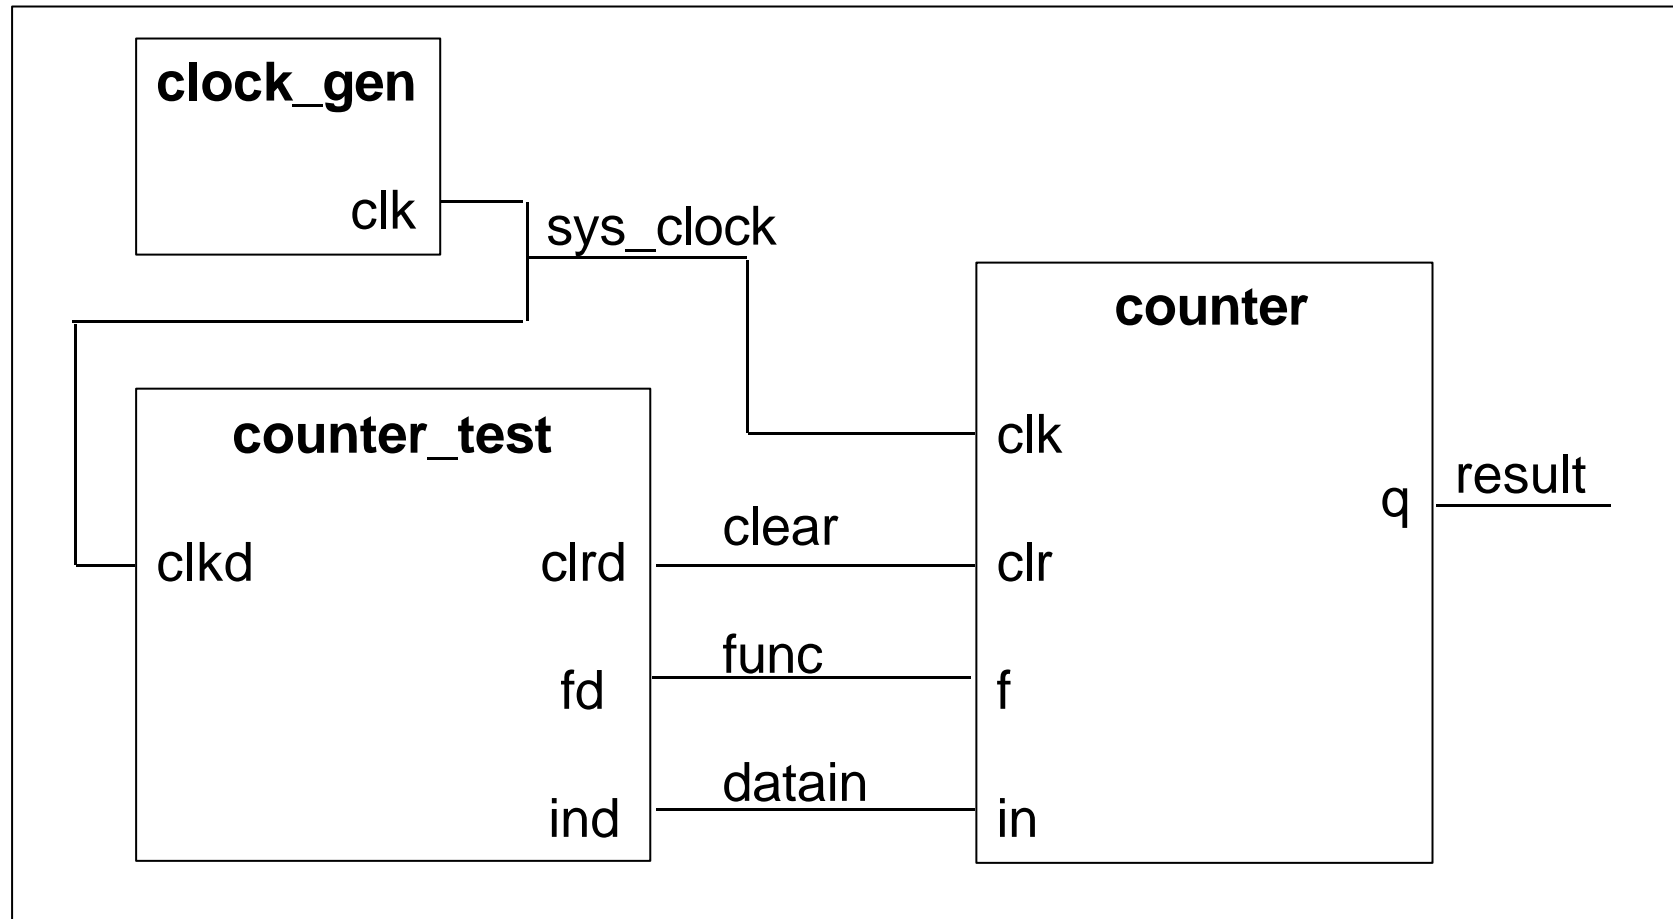 clock_gen
clk
sys_clock
counter
counter_test
clk
result
q
clear
clkd
clrd
clr
func
fd
f
datain
ind
in